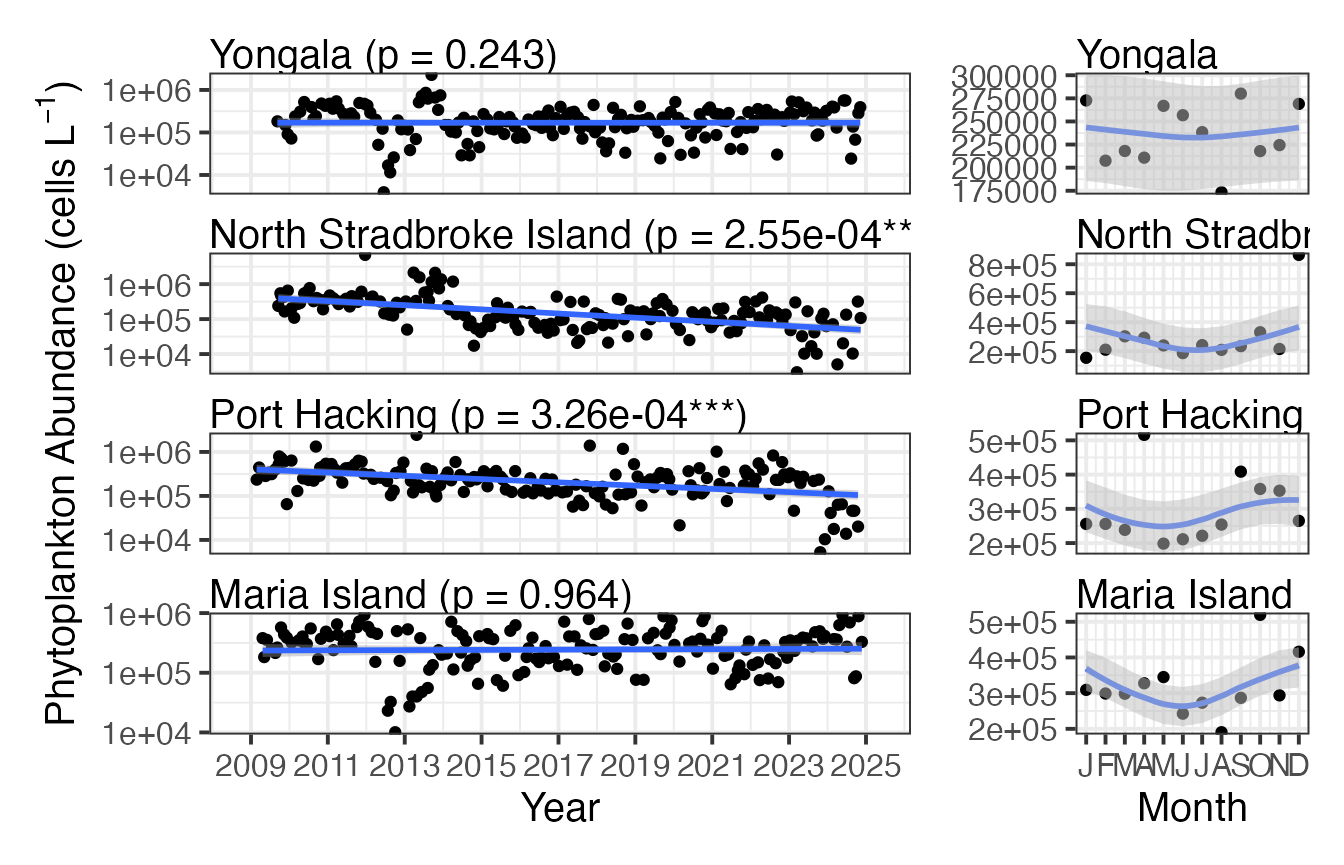 Phytoplankton Abundance (cells L⁻¹)
Yongala (p = 0.243)
1e+06
1e+05
1e+04
Yongala
300000
275000
250000
225000
200000
175000
North Stradbroke Island (p = 2.55e-04**
1e+06
1e+05
1e+04
North Stradbr
8e+05
6e+05
4e+05
2e+05
Port Hacking (p = 3.26e-04***)
1e+06
1e+05
1e+04
Port Hacking
5e+05
4e+05
3e+05
2e+05
Maria Island (p = 0.964)
1e+06
1e+05
1e+04
2009 2011 2013 2015 2017 2019 2021 2023 2025
Year
Maria Island
5e+05
4e+05
3e+05
2e+05
J F M A M J J A S O N D
Month